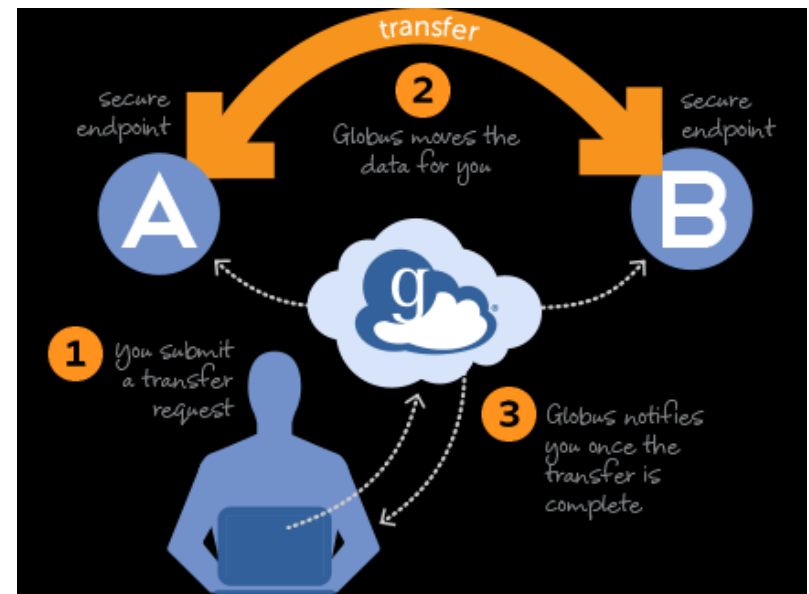 transfer
2
secure
endpoint
Globus moves the
data for you
secure
endpoint
A
B
g
®
1
you submit
a transfer
request
3
Globus notifies
you once the
transfer is
complete